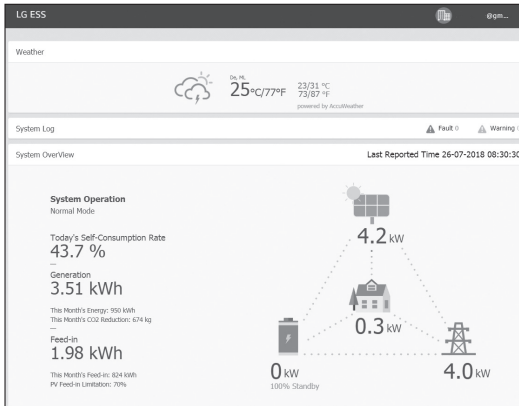 LG ESS
@gm...
Weather
De, Mi,
25°C/77°F
23/31 °C
73/87 °F
powered by AccuWeather
System Log
Fault 0
Warning
System OverView
Last Reported Time 26-07-2018 08:30:30
System Operation
Normal Mode
Today's Self-Consumption Rate
43.7 %
Generation
3.51 kWh
This Month's Energy: 950 kWh
This Month's CO2 Reduction: 674 kg
Feed-in
1.98 kWh
This Month's Feed-in: 824 kWh
PV Feed-in Limitation: 70%
4.2 kW
0.3 kW
0 kW
100% Standby
4.0 kW